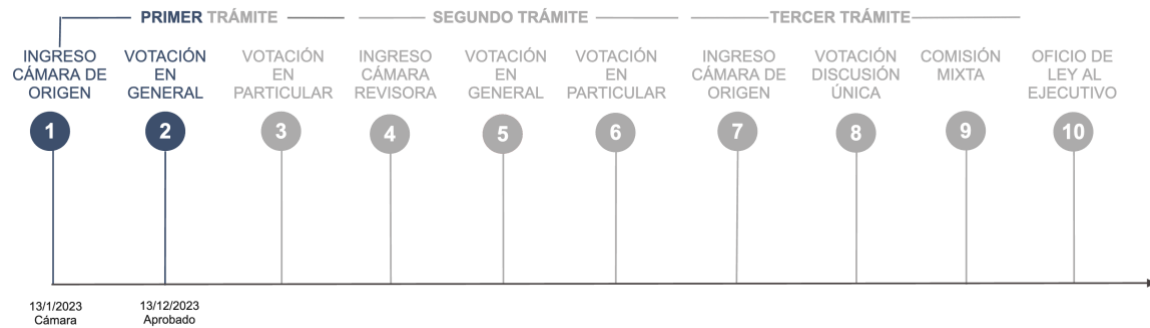 PRIMER TRÁMITE
SEGUNDO TRÁMITE
TERCER TRÁMITE
INGRESO
CÁMARA DE
ORIGEN
VOTACIÓN
EN
GENERAL
VOTACIÓN
EN
PARTICULAR
INGRESO
CÁMARA
REVISORA
VOTACIÓN
EN
GENERAL
VOTACIÓN
EN
PARTICULAR
INGRESO
CÁMARA DE
ORIGEN
VOTACIÓN
DISCUSIÓN
ÚNICA
COMISIÓN
MIXTA
OFICIO DE
LEY AL
EJECUTIVO
1
2
3
4
5
6
7
8
9
10
13/1/2023
Cámara
13/12/2023
Aprobado